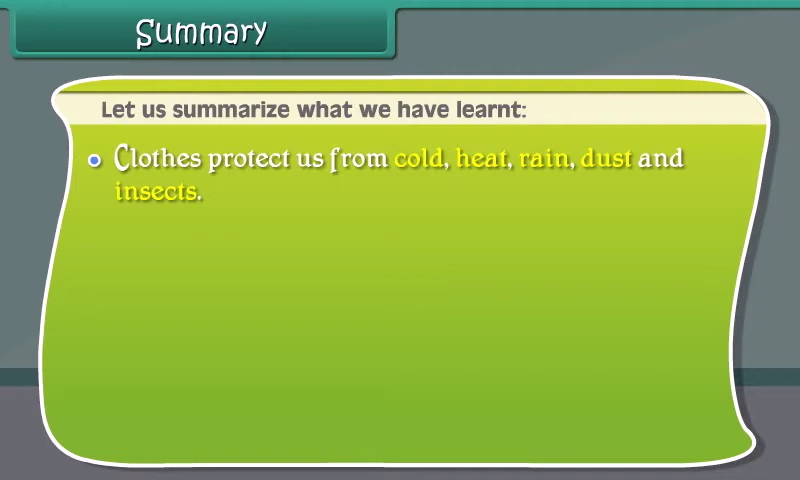 Summary
Let us summarize what we have learnt:
Clothes protect us from cold, heat, rain, dust and
insects.